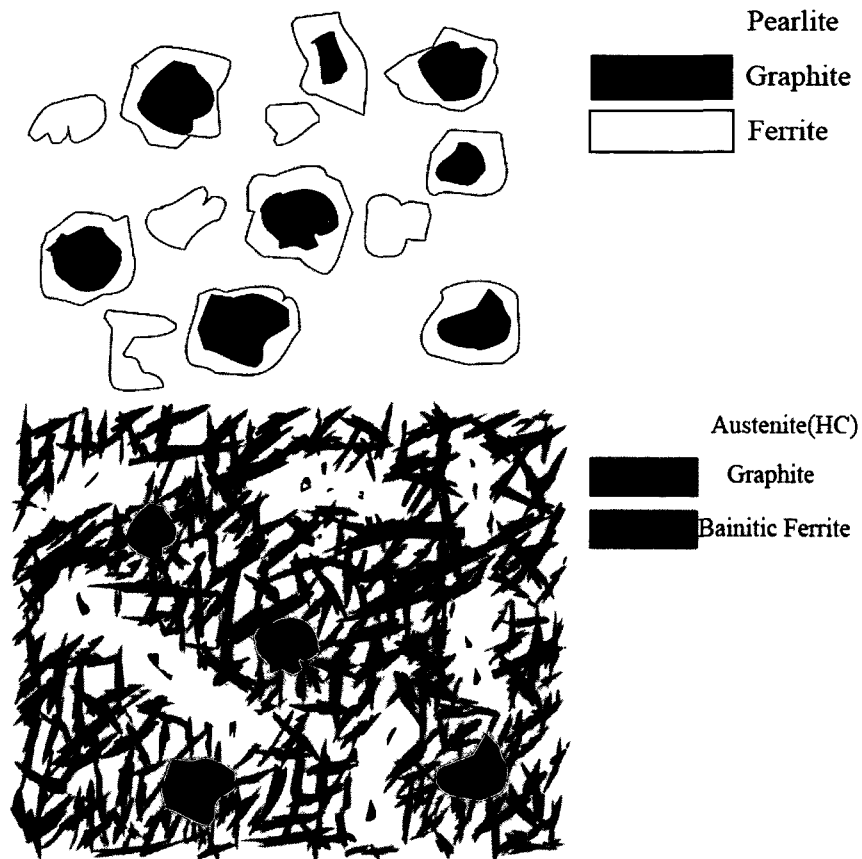 Pearlite
Graphite
Ferrite
Austenite(HC)
Graphite
Bainitic Ferrite